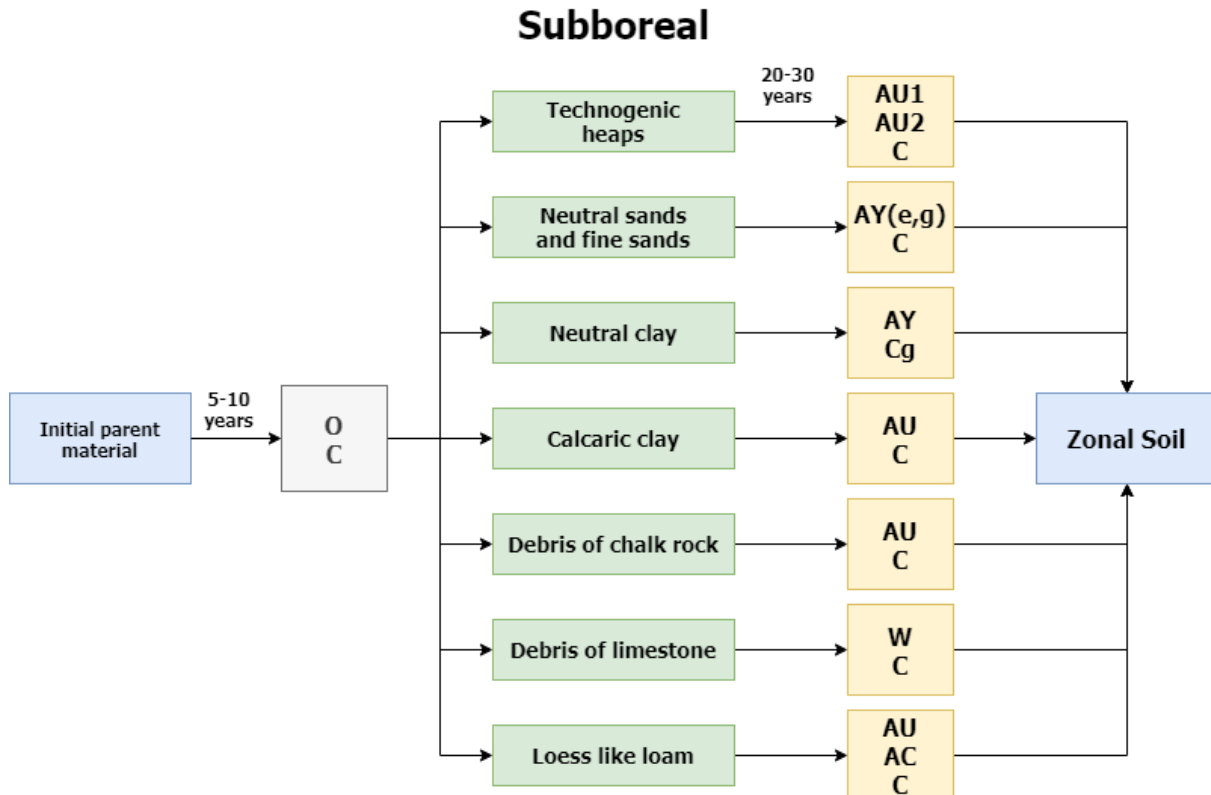 Subboreal
20-30
years
Technogenic
heaps
AU1
AU2
C
Neutral sands
and fine sands
AY(e,g)
C
Neutral clay
AY
Cg
5-10
years
Initial parent
material
O
C
Calcaric clay
AU
C
Zonal Soil
Debris of chalk rock
AU
C
Debris of limestone
W
C
Loess like loam
AU
AC
C